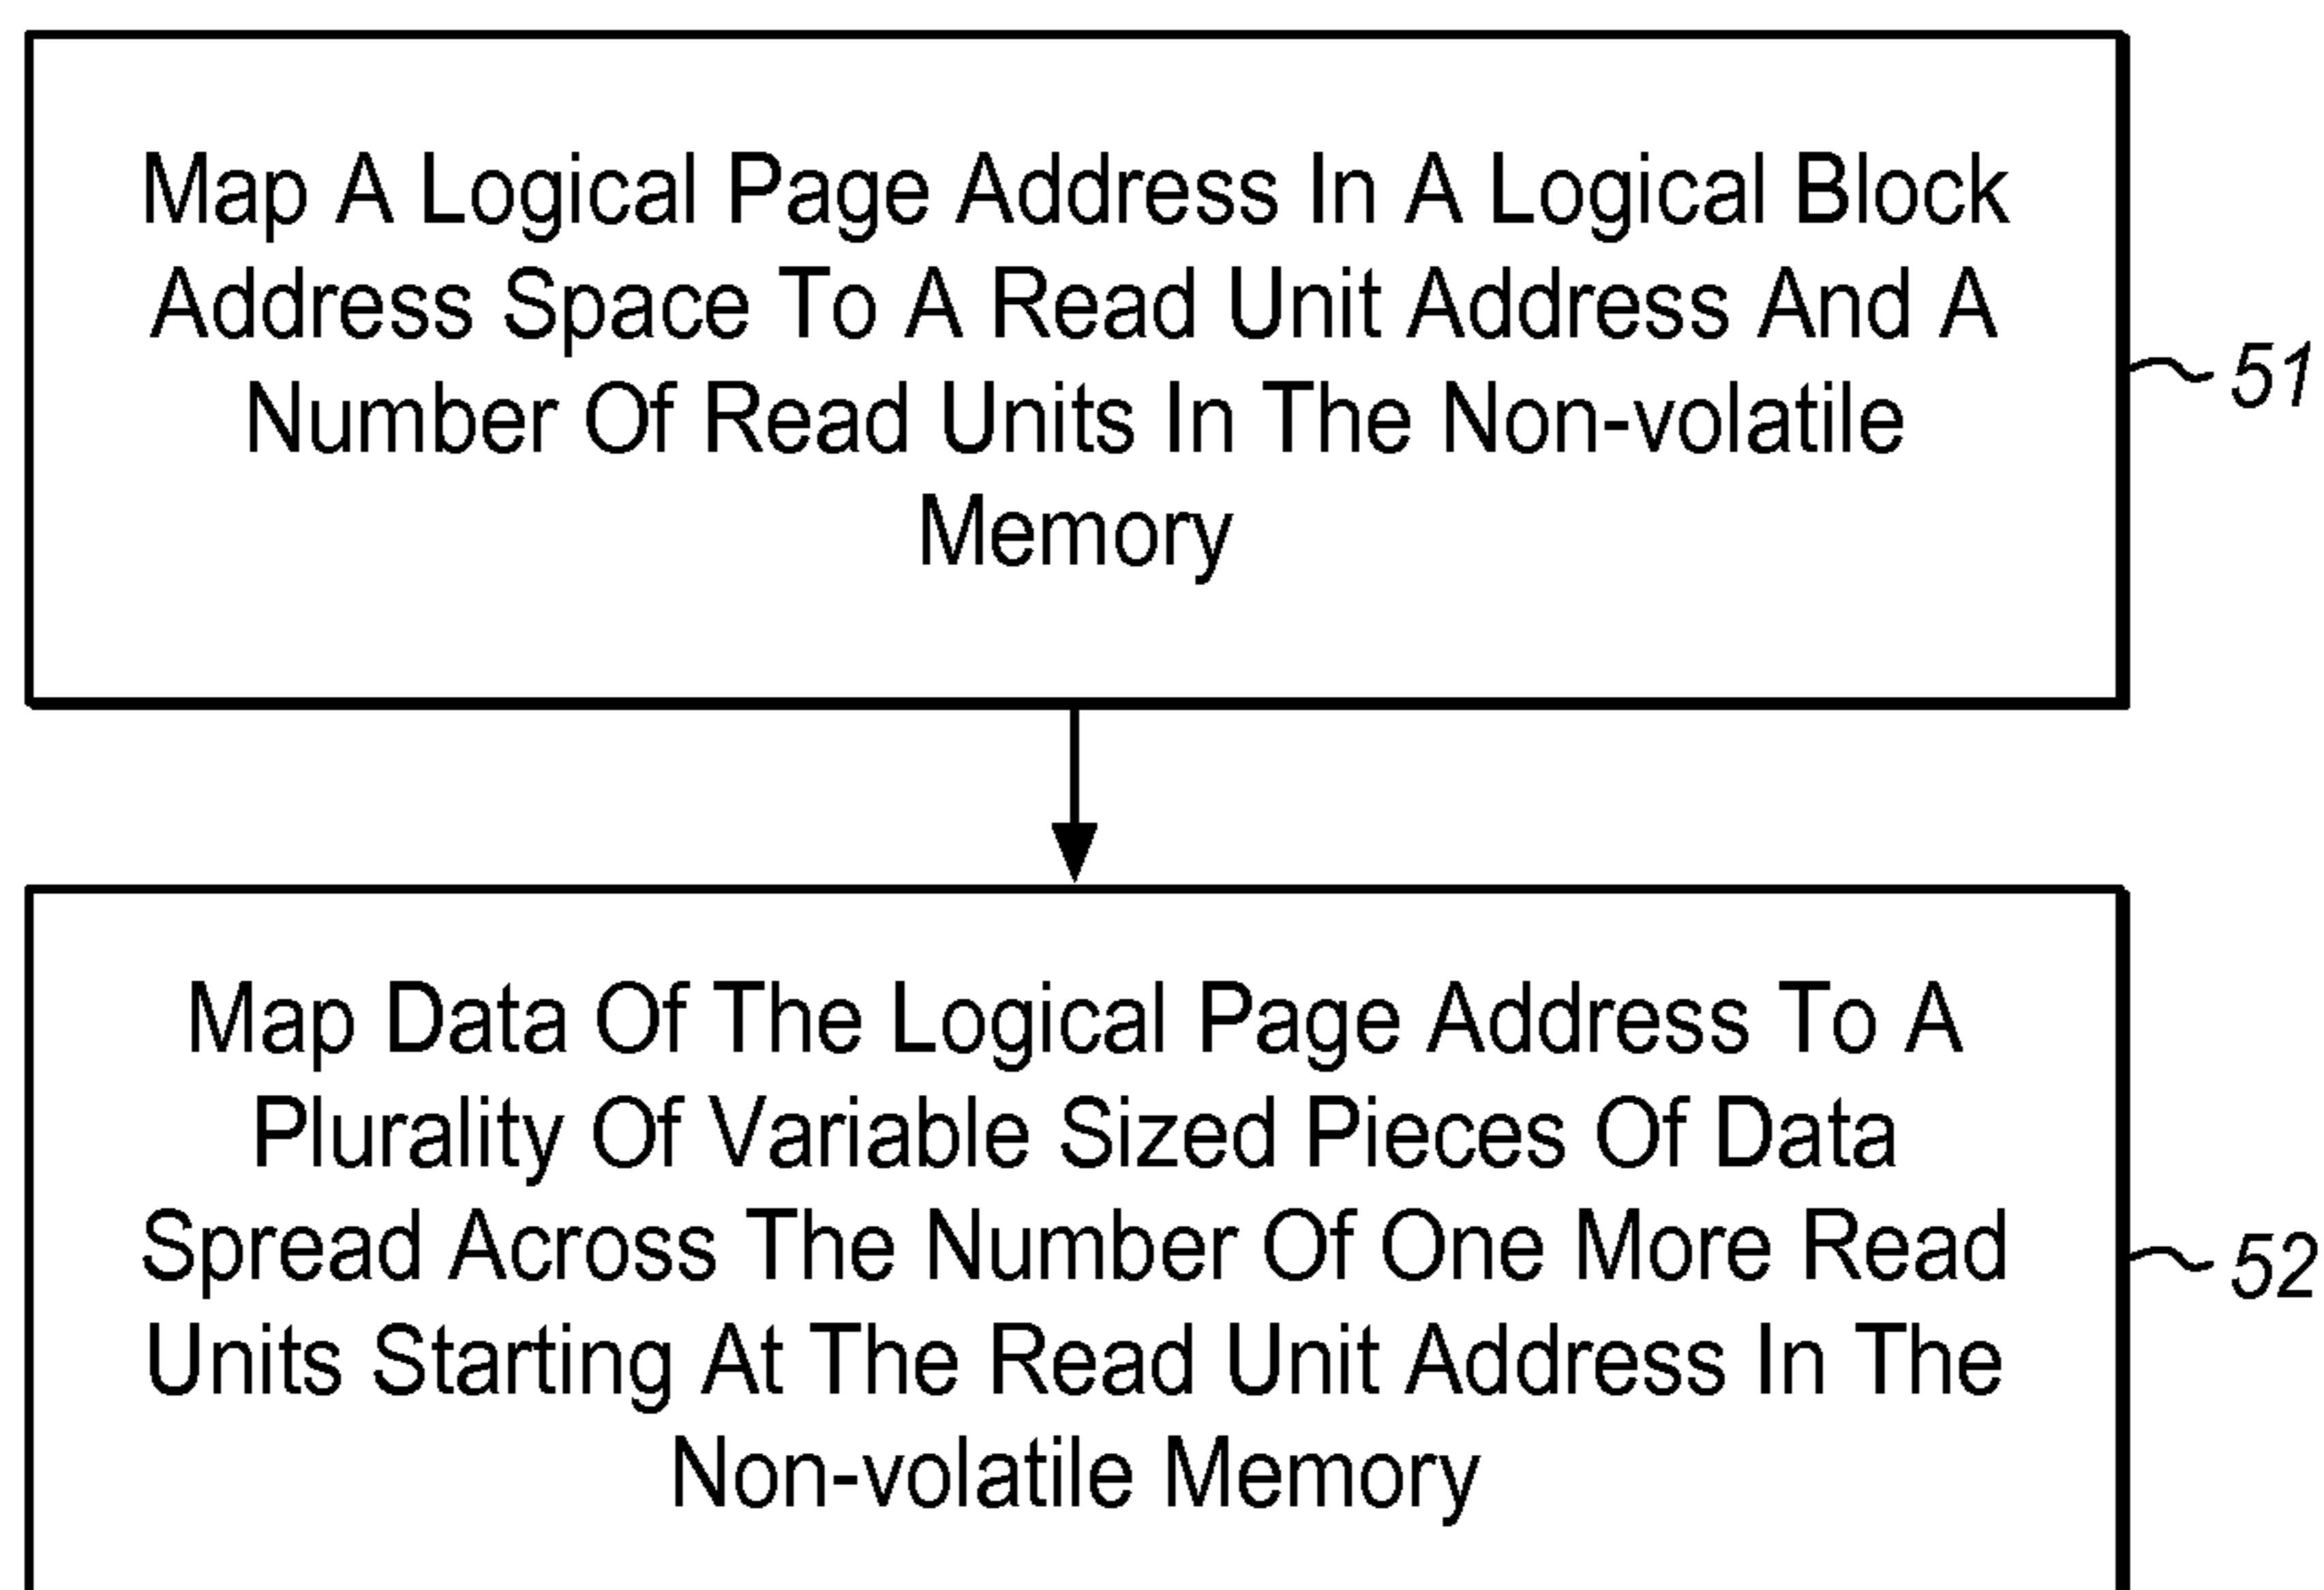 Map A Logical Page Address In A Logical Block
Address Space To A Read Unit Address And A
Number Of Read Units In The Non-volatile
Memory
51
Map Data Of The Logical Page Address To A
Plurality Of Variable Sized Pieces Of Data
Spread Across The Number Of One More Read
Units Starting At The Read Unit Address In The
Non-volatile Memory
52